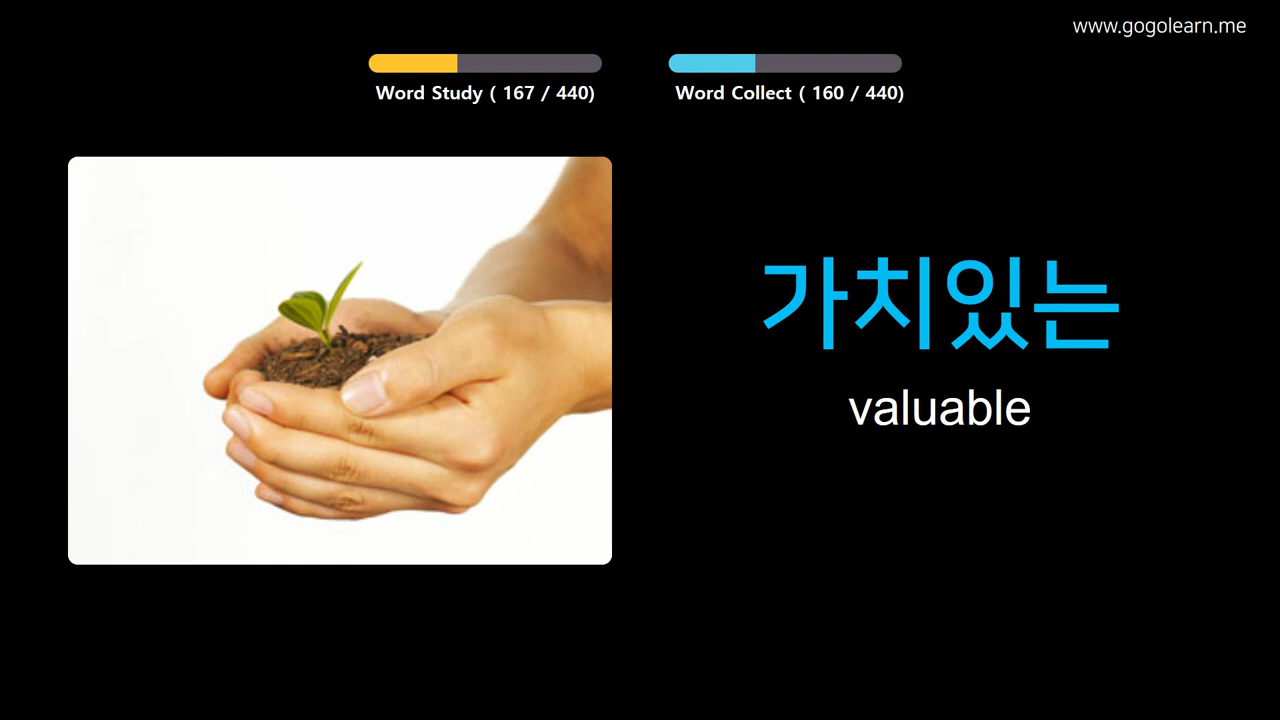 www.gogolearn.me
Word Study ( 167 / 440)
Word Collect ( 160 / 440)
가치있는
valuable